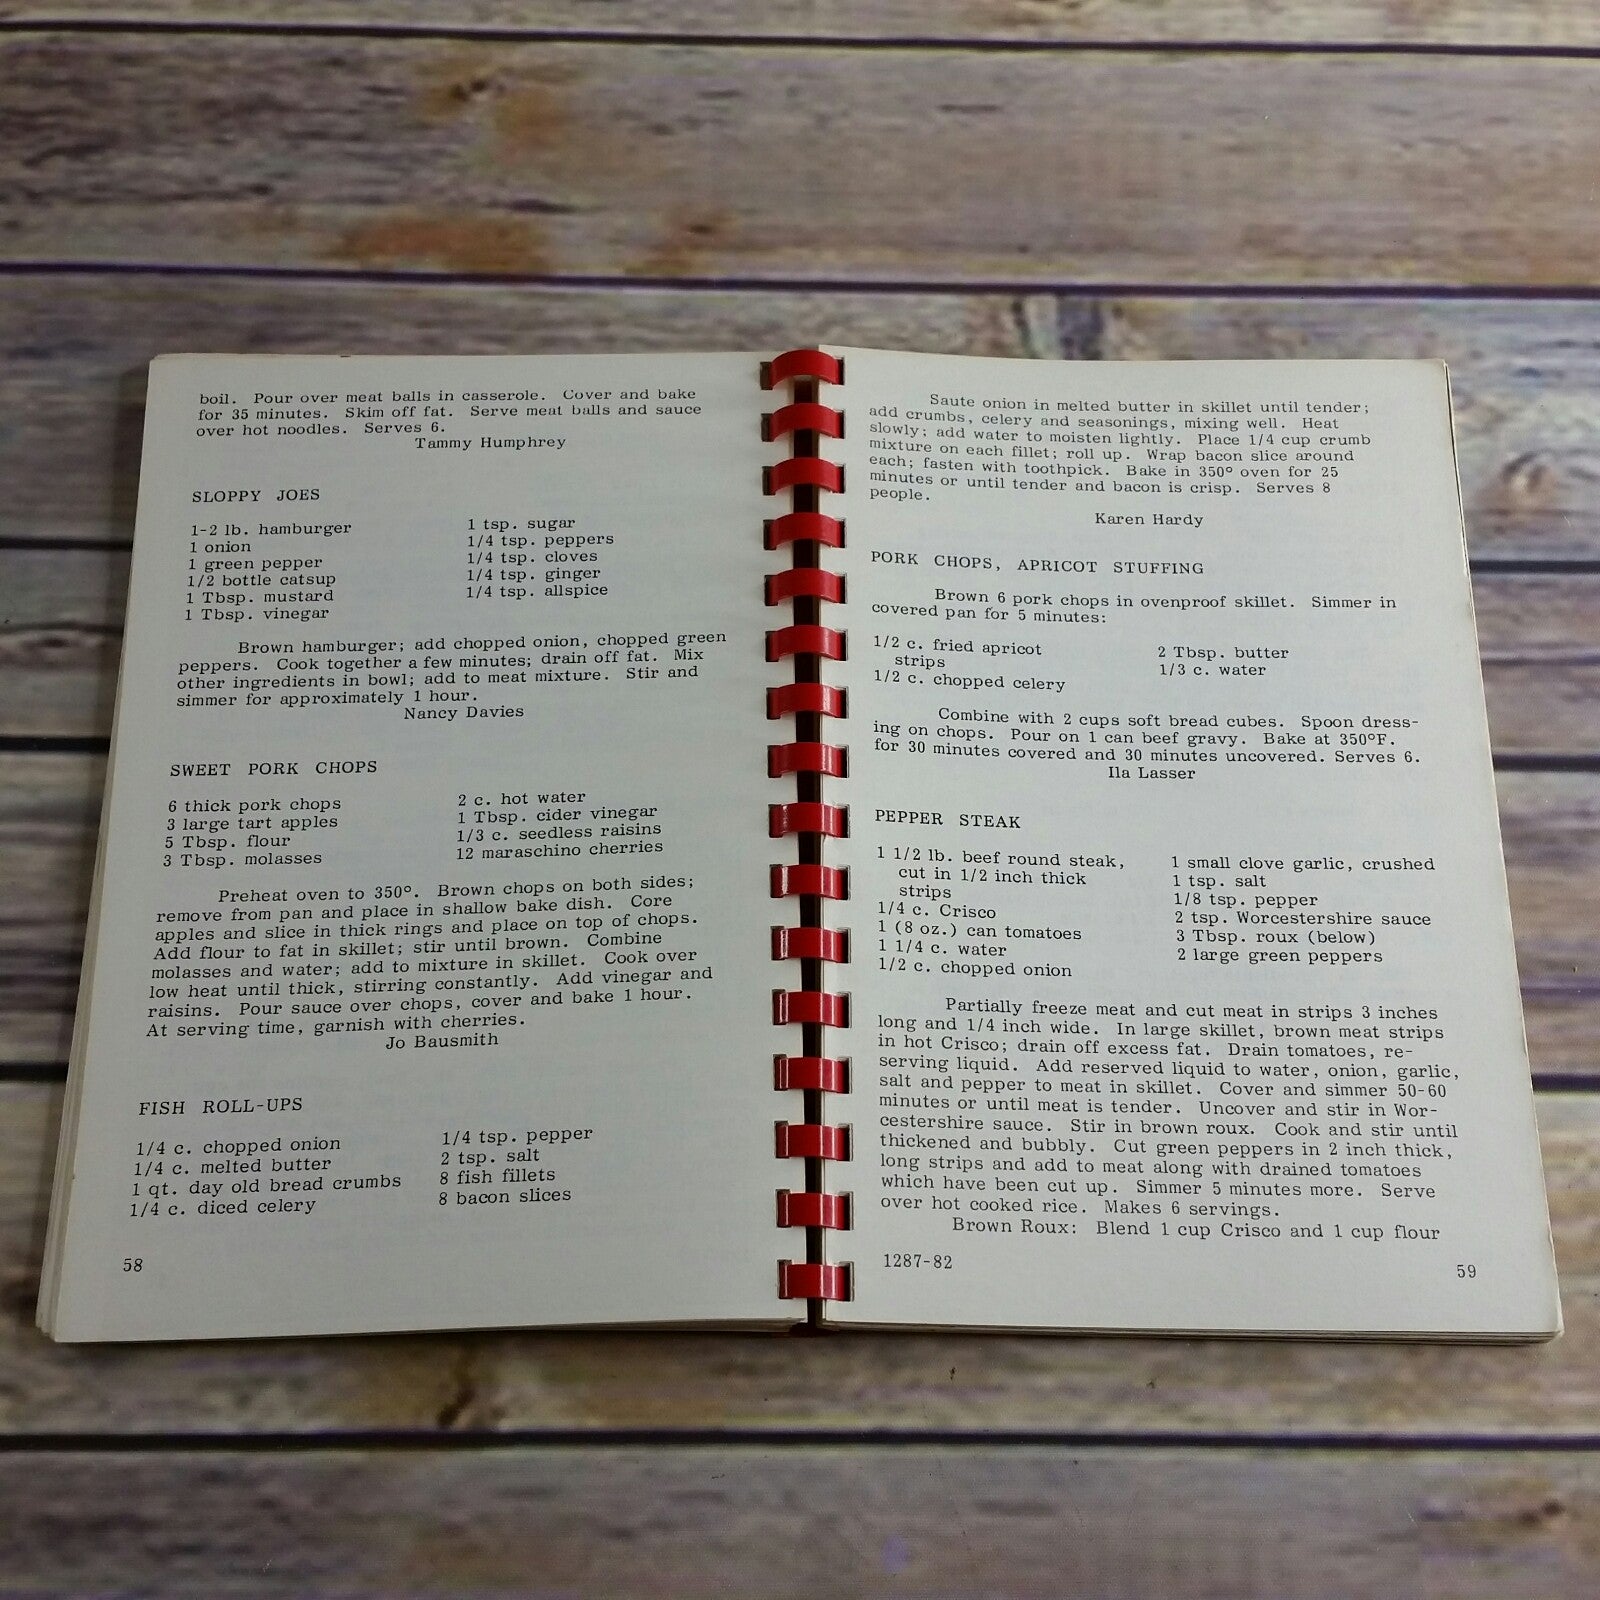 boil. Pour over meat balls in casserole. Cover and bake
for 35 minutes. Skim off fat. Serve meat balls and sauce
over hot noodles. Serves 6.
Tammy Humphrey
SLOPPY JOES
1-2 lb. hamburger
1 onion
1 green pepper
1/2 bottle catsup
1 Tbsp. mustard
1 Tbsp. vinegar
1 tsp. sugar
1/4 tsp. peppers
1/4 tsp. cloves
1/4 tsp. ginger
1/4 tsp. allspice
Brown hamburger; add chopped onion, chopped green
peppers. Cook together a few minutes; drain off fat. Mix
other ingredients in bowl; add to meat mixture. Stir and
simmer for approximately 1 hour.
Nancy Davies
SWEET PORK CHOPS
6 thick pork chops
3 large tart apples
5 Tbsp. flour
3 Tbsp. molasses
2 c. hot water
1 Tbsp. cider vinegar
1/3 c. seedless raisins
12 maraschino cherries
Preheat oven to 350°. Brown chops on both sides;
remove from pan and place in shallow bake dish. Core
apples and slice in thick rings and place on top of chops.
Add flour to fat in skillet; stir until brown. Combine
molasses and water; add to mixture in skillet. Cook over
low heat until thick, stirring constantly. Add vinegar and
raisins. Pour sauce over chops, cover and bake 1 hour.
At serving time, garnish with cherries.
Jo Bausmith
FISH ROLL-UPS
1/4 c. chopped onion
1/4 c. melted butter
1 qt. day old bread crumbs
1/4 c. diced celery
1/4 tsp. pepper
2 tsp. salt
8 fish fillets
8 bacon slices
58
Saute onion in melted butter in skillet until tender;
add crumbs, celery and seasonings, mixing well. Heat
slowly; add water to moisten lightly. Place 1/4 cup crumb
mixture on each fillet; roll up. Wrap bacon slice around
each; fasten with toothpick. Bake in 350° oven for 25
minutes or until tender and bacon is crisp. Serves 8
people.
Karen Hardy
PORK CHOPS, APRICOT STUFFING
Brown 6 pork chops in ovenproof skillet. Simmer in
covered pan for 5 minutes:
1/2 c. fried apricot
strips
1/2 c. chopped celery
2 Tbsp. butter
1/3 c. water
Combine with 2 cups soft bread cubes. Spoon dress-
ing on chops. Pour on 1 can beef gravy. Bake at 350°F.
for 30 minutes covered and 30 minutes uncovered. Serves 6.
Ila Lasser
PEPPER STEAK
1 1/2 lb. beef round steak,
cut in 1/2 inch thick
strips
1/4 c. Crisco
1 (8 oz.) can tomatoes
1 1/4 c. water
1/2 c. chopped onion
1 small clove garlic, crushed
1 tsp. salt
1/8 tsp. pepper
2 tsp. Worcestershire sauce
3 Tbsp. roux (below)
2 large green peppers
Partially freeze meat and cut meat in strips 3 inches
long and 1/4 inch wide. In large skillet, brown meat strips
in hot Crisco; drain off excess fat. Drain tomatoes, re-
serving liquid. Add reserved liquid to water, onion, garlic,
salt and pepper to meat in skillet. Cover and simmer 50-60
minutes or until meat is tender. Uncover and stir in Wor-
cestershire sauce. Stir in brown roux. Cook and stir until
thickened and bubbly. Cut green peppers in 2 inch thick,
long strips and add to meat along with drained tomatoes
which have been cut up. Simmer 5 minutes more. Serve
over hot cooked rice. Makes 6 servings.
Brown Roux: Blend 1 cup Crisco and 1 cup flour
1287-82
59